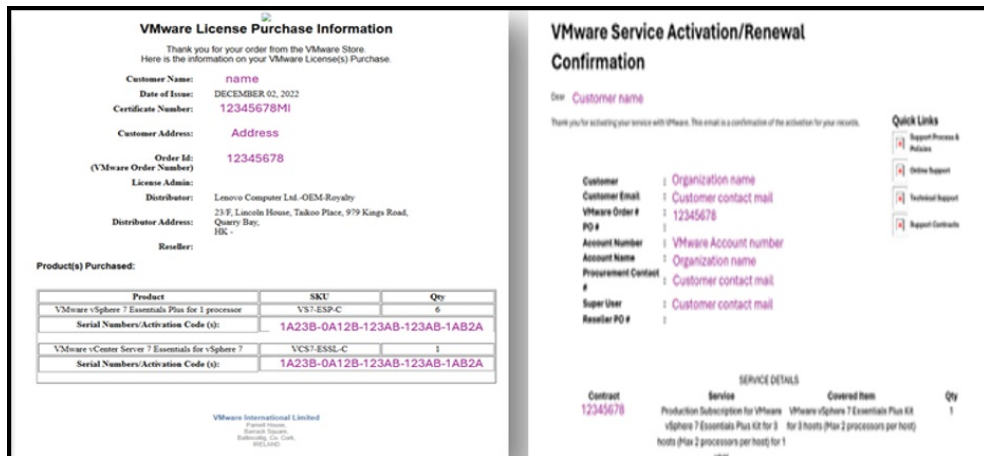 VMware License Purchase Information
Thank you for your order from the VMware Store.
Here is the information on your VMware License(s) Purchase.
Customer Name: name
Date of Issue: DECEMBER 02, 2022
Certificate Number: 12345678MI
Customer Address: Address
Order Id: 12345678
(VMware Order Number)
License Admin:
Distributor: Lenovo Computer Ltd.-OEM-Royalty
Distributor Address: 23/F, Lincoln House, Taikoo Place, 979 Kings Road,
Quarry Bay,
HK -
Reseller:
Product(s) Purchased:
Product SKU Qty
VMware vSphere 7 Essentials Plus for 1 processor VS7-ESP-C 6
Serial Numbers/Activation Code (s): 1A23B-0A12B-123AB-123AB-1AB2A
VMware vCenter Server 7 Essentials for vSphere 7 VCS7-ESSL-C 1
Serial Numbers/Activation Code (s): 1A23B-0A12B-123AB-123AB-1AB2A
VMware International Limited
Parnell House,
Barrack Square,
Ballincollig, Co. Cork,
IRELAND
VMware Service Activation/Renewal
Confirmation
Dear Customer name
Thank you for activating your service with VMware. This email is a confirmation of the activation for your records.
Quick Links
Support Process &
Policies
Online Support
Technical Support
Support Contracts
Customer : Organization name
Customer Email : Customer contact mail
VMware Order # : 12345678
PO # :
Account Number : VMware Account number
Account Name : Organization name
Procurement Contact : Customer contact mail
#
Super User : Customer contact mail
Reseller PO # :
SERVICE DETAILS
Contract Service Covered Item Qty
12345678 Production Subscription for VMware VMware vSphere 7 Essentials Plus Kit 1
vSphere 7 Essentials Plus Kit for 3 for 3 hosts (Max 2 processors per host)
hosts (Max 2 processors per host) for 1